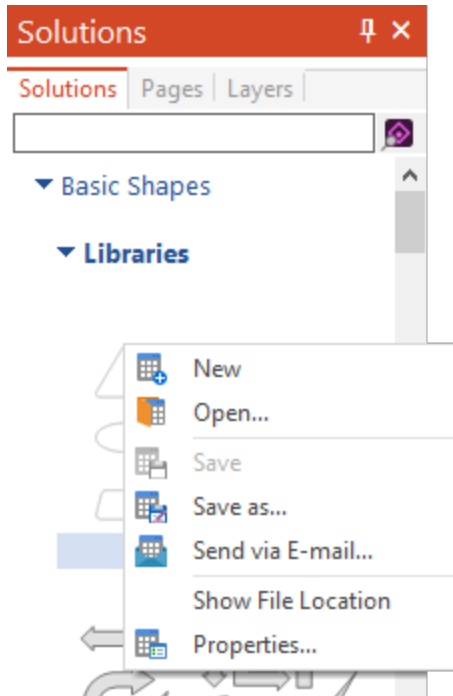 Solutions
Solutions Pages Layers
Basic Shapes
Libraries
New
Open...
Save
Save as...
Send via E-mail...
Show File Location
Properties...